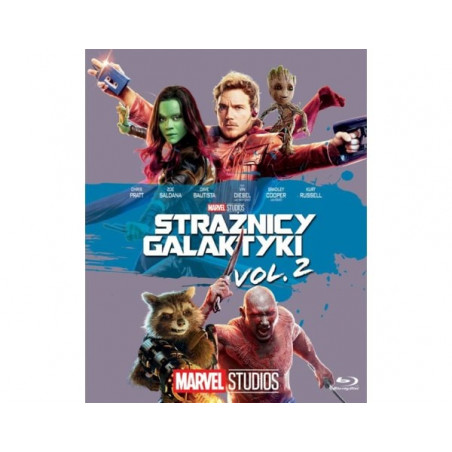 CHRIS ZOE DAVE VIN BRADLEY KURT
PRATT SALDANA BAUTISTA DIESEL COOPER RUSSELL
MARVEL STUDIOS
STRAŻNICY
GALAKTYKI
VOL. 2
MARVEL STUDIOS